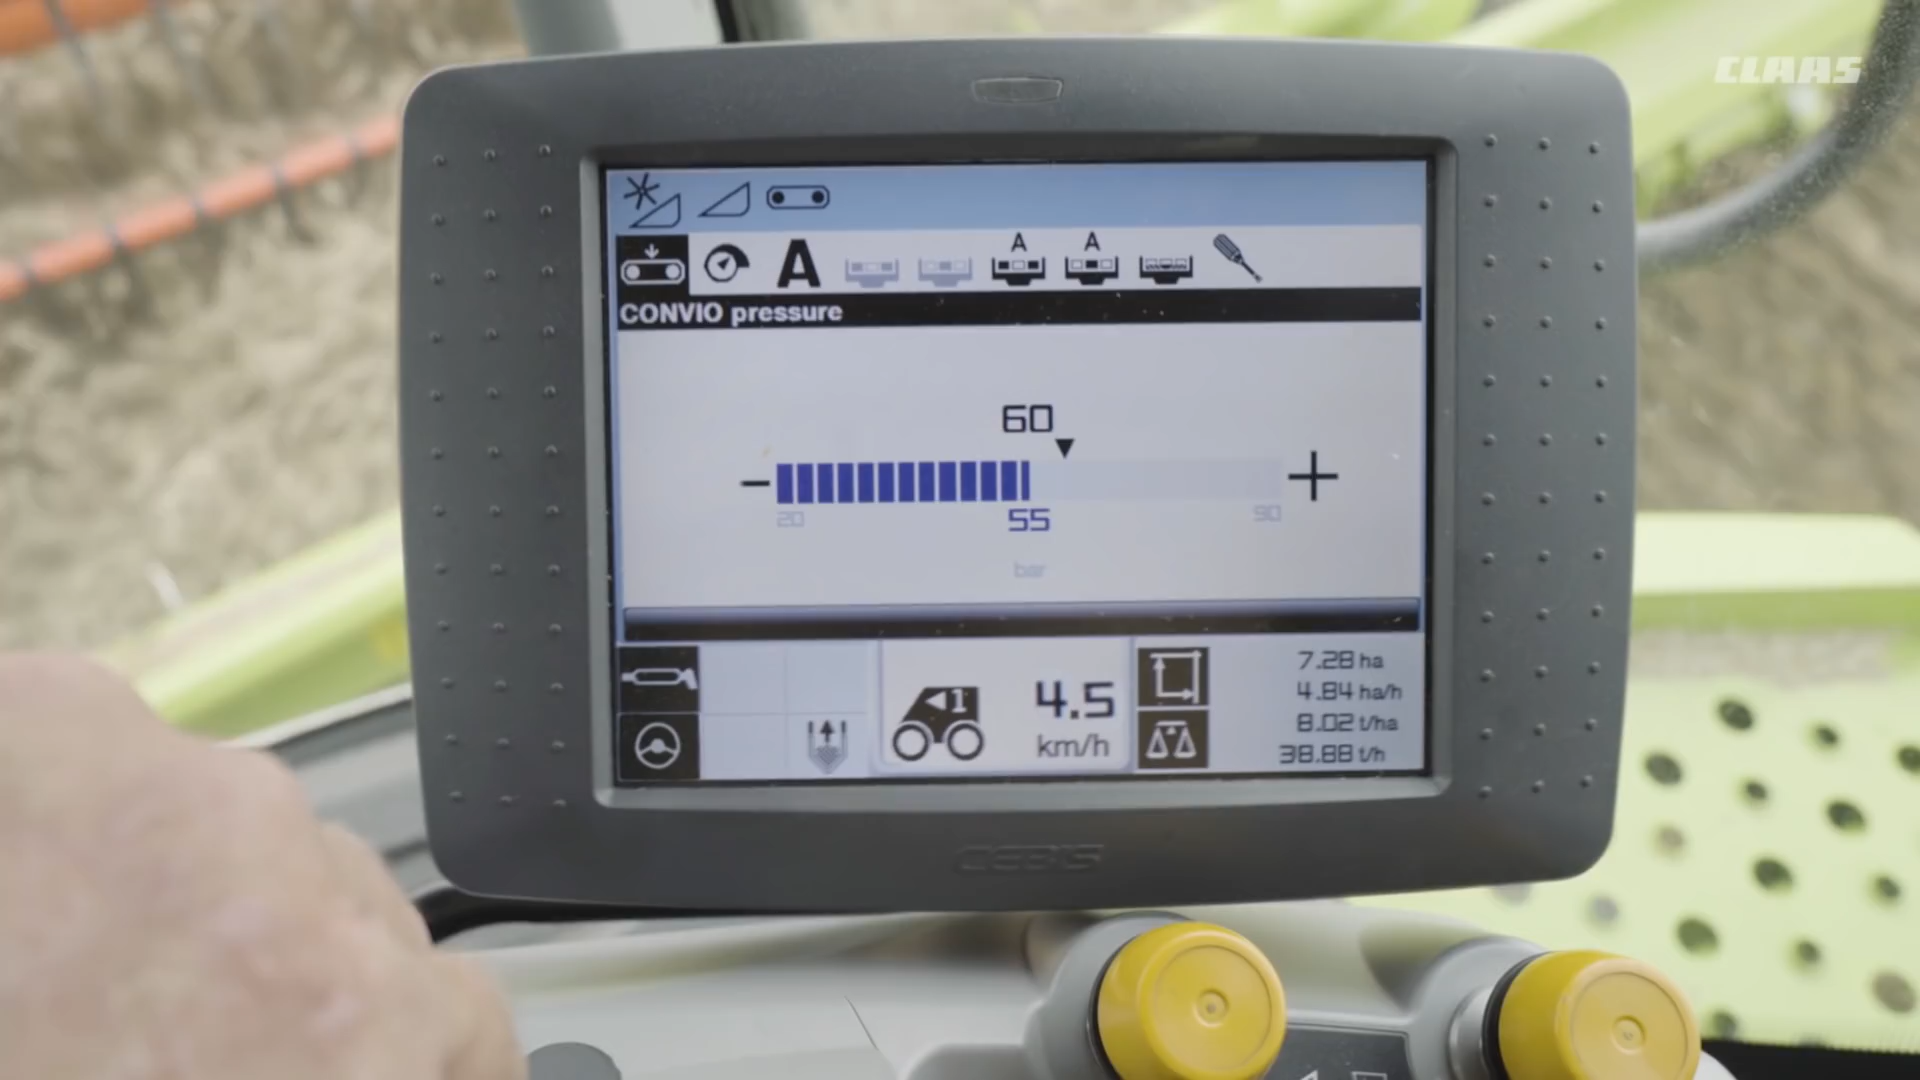 CLAAS
A
A
A
CONVIO pressure
60
20
55
90
bar
1
4.5
km/h
7.28 ha
4.84 ha/h
8.02 t/ha
38.88 t/h
CEBIS